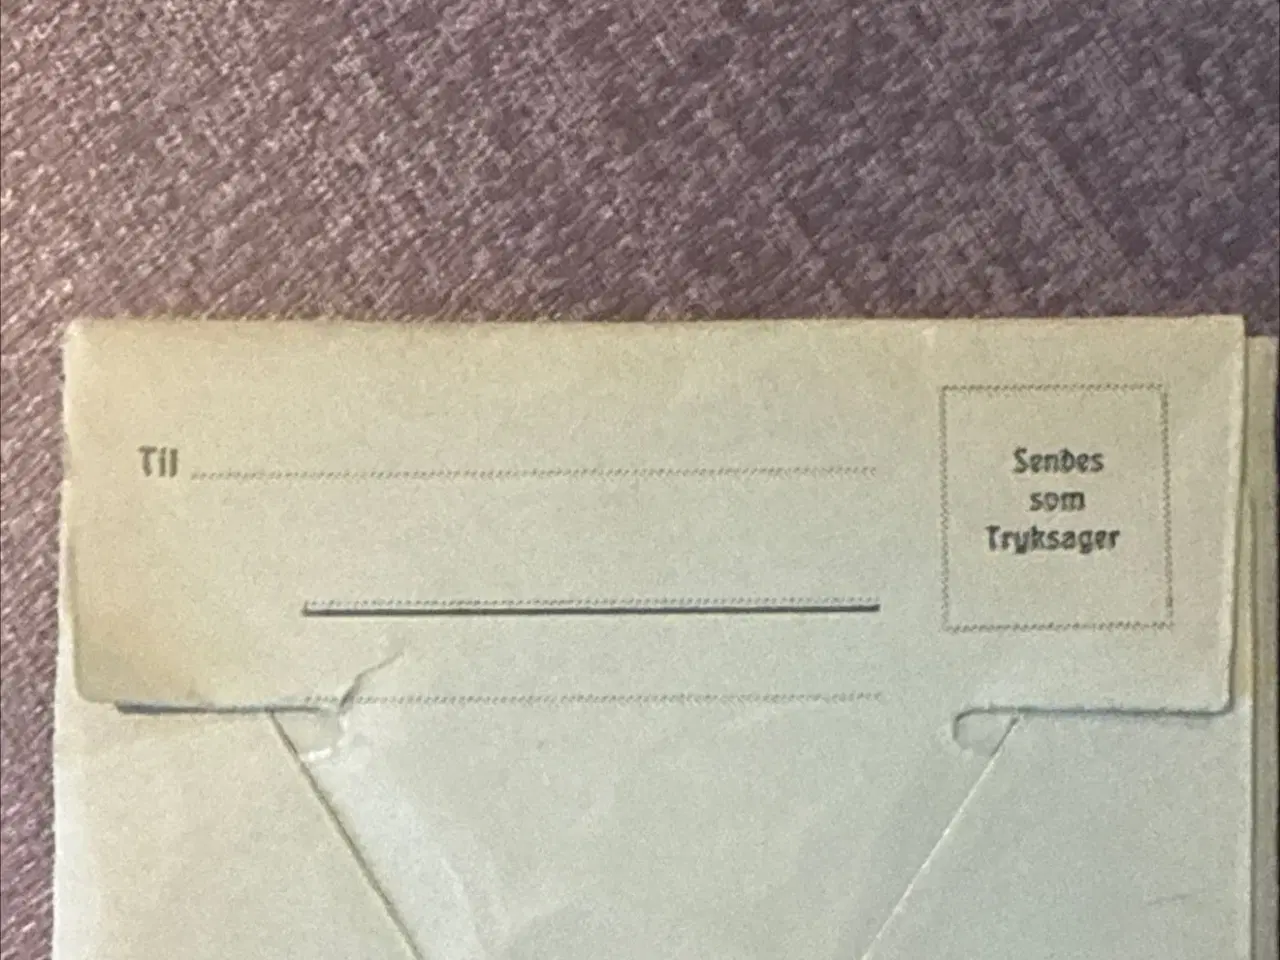 Til
Sendes
som
Tryksager